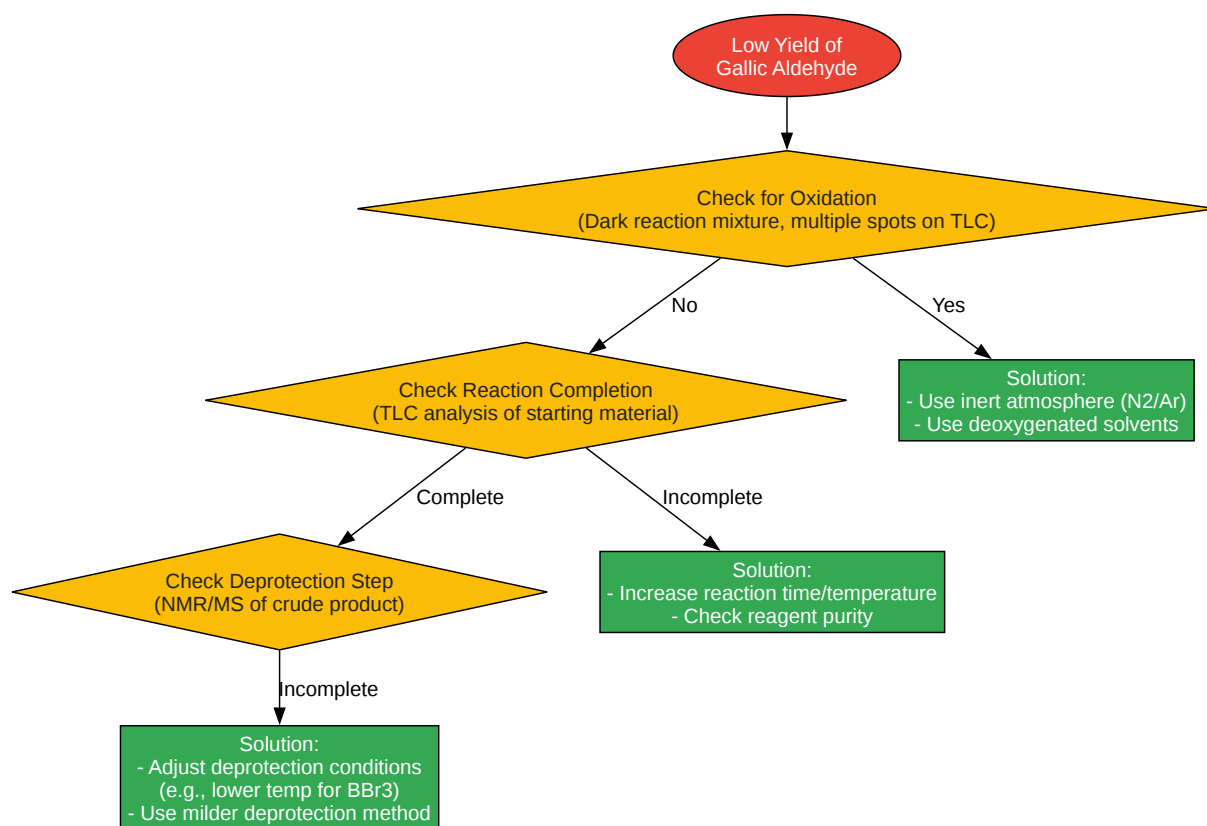 Low Yield of
Gallic Aldehyde
Check for Oxidation
(Dark reaction mixture, multiple spots on TLC)
No
Yes
Check Reaction Completion
(TLC analysis of starting material)
Solution:
- Use inert atmosphere (N2/Ar)
- Use deoxygenated solvents
Complete
Incomplete
Check Deprotection Step
(NMR/MS of crude product)
Solution:
- Increase reaction time/temperature
- Check reagent purity
Incomplete
Solution:
- Adjust deprotection conditions
(e.g., lower temp for BBr3)
- Use milder deprotection method